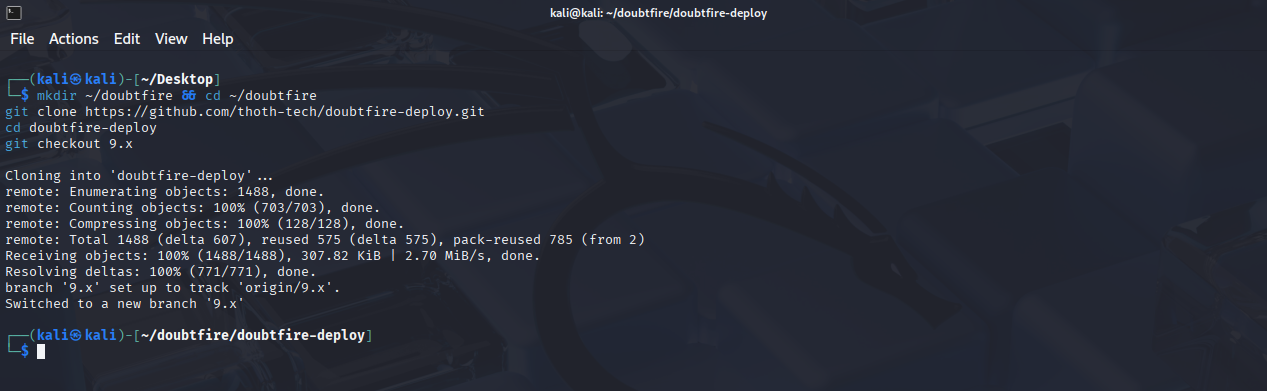 kali@kali: ~/doubtfire/doubtfire-deploy
File Actions Edit View Help
┌──(kali㉿kali)-[~/Desktop]
└─$ mkdir ~/doubtfire && cd ~/doubtfire
git clone https://github.com/thoth-tech/doubtfire-deploy.git
cd doubtfire-deploy
git checkout 9.x
Cloning into 'doubtfire-deploy'...
remote: Enumerating objects: 1488, done.
remote: Counting objects: 100% (703/703), done.
remote: Compressing objects: 100% (128/128), done.
remote: Total 1488 (delta 607), reused 575 (delta 575), pack-reused 785 (from 2)
Receiving objects: 100% (1488/1488), 307.82 KiB | 2.70 MiB/s, done.
Resolving deltas: 100% (771/771), done.
branch '9.x' set up to track 'origin/9.x'.
Switched to a new branch '9.x'
┌──(kali㉿kali)-[~/doubtfire/doubtfire-deploy]
└─$